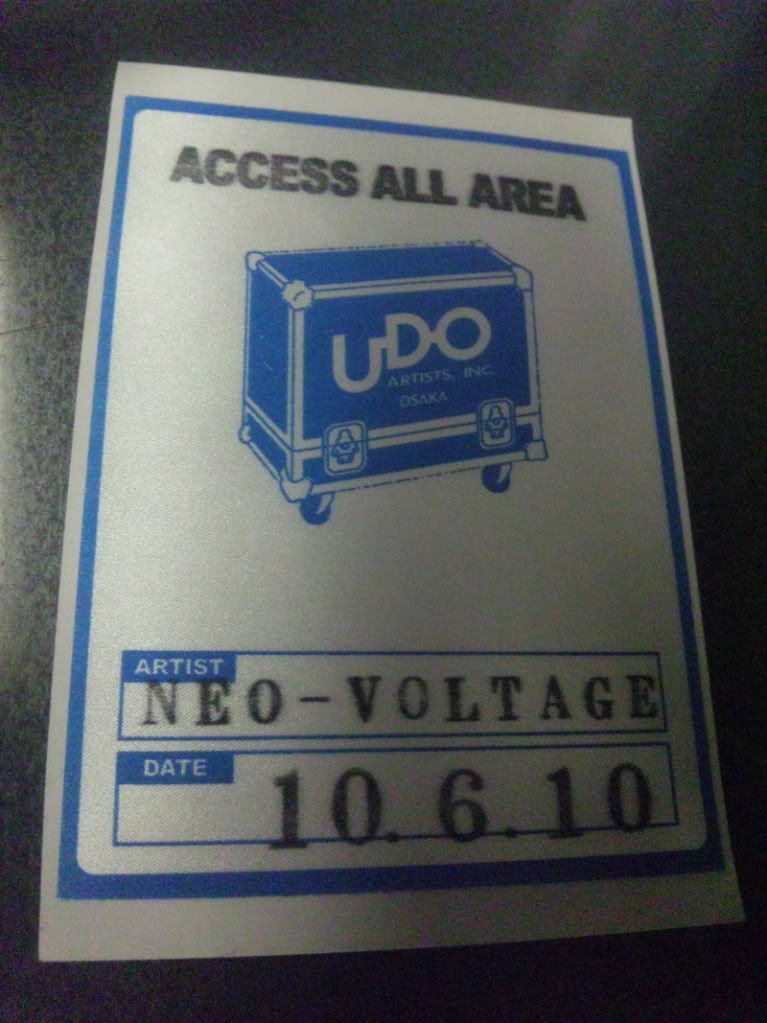 ACCESS ALL AREA
UDO
ARTISTS, INC.
OSAKA
ARTIST
NEO-VOLTAGE
DATE
10.6.10